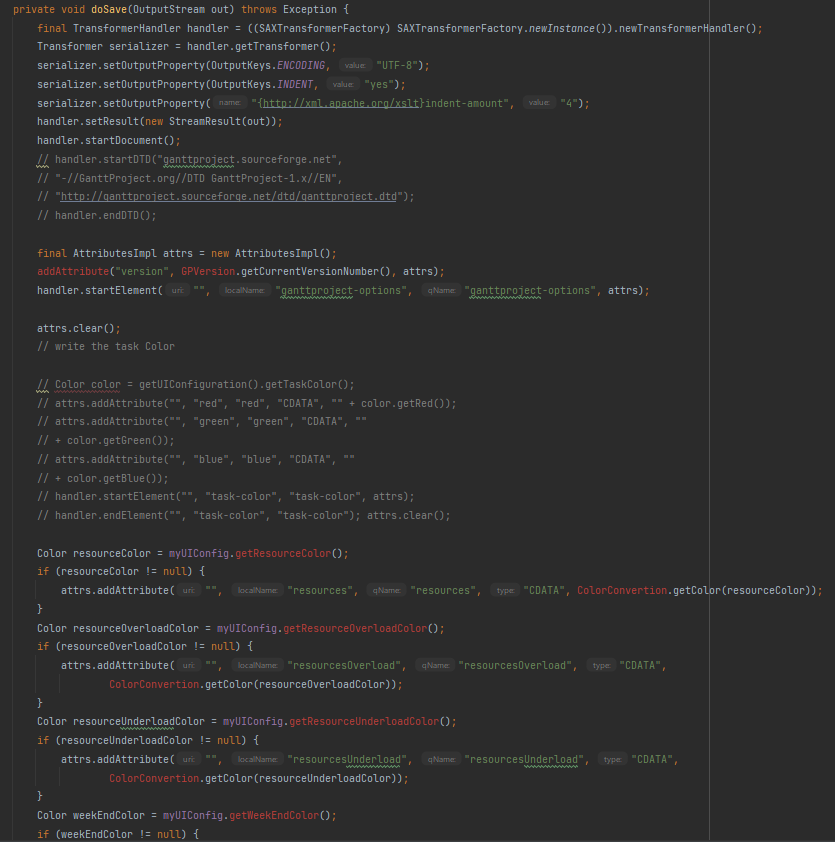 private void doSave(OutputStream out) throws Exception {
final TransformerHandler handler = ((SAXTransformerFactory) SAXTransformerFactory.newInstance()).newTransformerHandler();
Transformer serializer = handler.getTransformer();
serializer.setOutputProperty(OutputKeys.ENCODING, value: "UTF-8");
serializer.setOutputProperty(OutputKeys.INDENT, value: "yes");
serializer.setOutputProperty( name: "{http://xml.apache.org/xslt}indent-amount", value: "4");
handler.setResult(new StreamResult(out));
handler.startDocument();
// handler.startDTD("ganttproject.sourceforge.net",
// "-//GanttProject.org//DTD GanttProject-1.x//EN",
// "http://ganttproject.sourceforge.net/dtd/ganttproject.dtd");
// handler.endDTD();
final AttributesImpl attrs = new AttributesImpl();
addAttribute("version", GPVersion.getCurrentVersionNumber(), attrs);
handler.startElement( uri: "", localName: "ganttproject-options", qName: "ganttproject-options", attrs);
attrs.clear();
// write the task Color
// Color color = getUIConfiguration().getTaskColor();
// attrs.addAttribute("", "red", "red", "CDATA", "" + color.getRed());
// attrs.addAttribute("", "green", "green", "CDATA", ""
// + color.getGreen());
// attrs.addAttribute("", "blue", "blue", "CDATA", ""
// + color.getBlue());
// handler.startElement("", "task-color", "task-color", attrs);
// handler.endElement("", "task-color", "task-color"); attrs.clear();
Color resourceColor = myUIConfig.getResourceColor();
if (resourceColor != null) {
attrs.addAttribute( uri: "", localName: "resources", qName: "resources", type: "CDATA", ColorConvertion.getColor(resourceColor));
}
Color resourceOverloadColor = myUIConfig.getResourceOverloadColor();
if (resourceOverloadColor != null) {
attrs.addAttribute( uri: "", localName: "resourcesOverload", qName: "resourcesOverload", type: "CDATA",
ColorConvertion.getColor(resourceOverloadColor));
}
Color resourceUnderloadColor = myUIConfig.getResourceUnderloadColor();
if (resourceUnderloadColor != null) {
attrs.addAttribute( uri: "", localName: "resourcesUnderload", qName: "resourcesUnderload", type: "CDATA",
ColorConvertion.getColor(resourceUnderloadColor));
}
Color weekEndColor = myUIConfig.getWeekEndColor();
if (weekEndColor != null) {